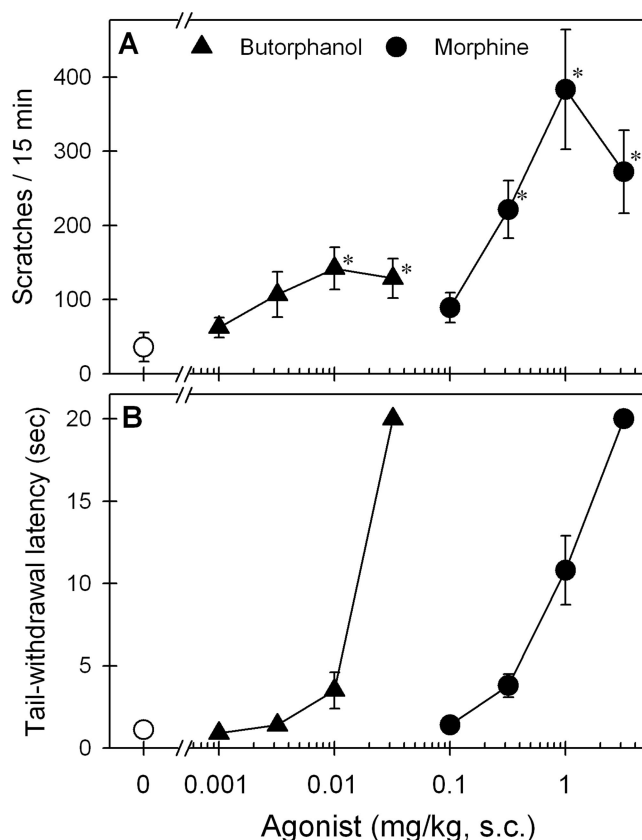 A
Butorphanol
Morphine
*
*
*
*
*
Scratches / 15 min
400
300
200
100
0
B
Tail-withdrawal latency (sec)
20
15
10
5
0
0
0.001
0.01
0.1
1
Agonist (mg/kg, s.c.)